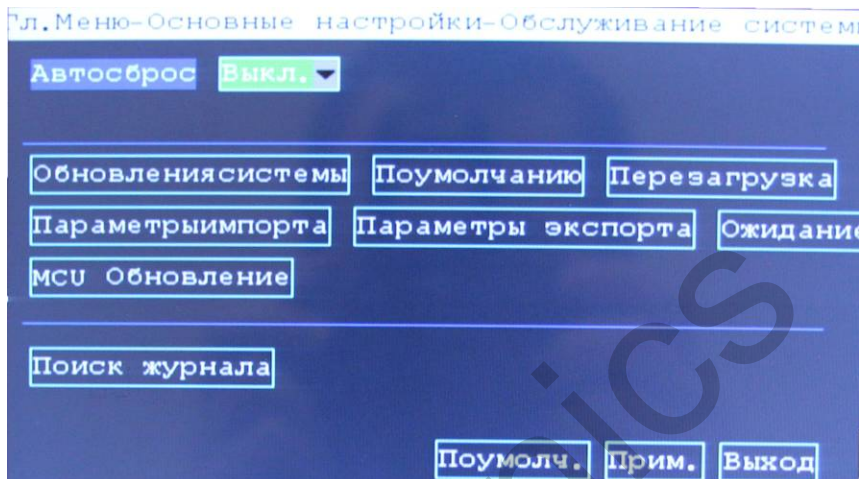 Гл.Меню-Основные настройки-Обслуживание систем
Автосброс Выкл.
Обновлениясистемы Поумолчанию Перезагрузка
Параметрыимпорта Параметры экспорта Ожидание
MCU Обновление
Поиск журнала
Поумолч. Прим. Выход